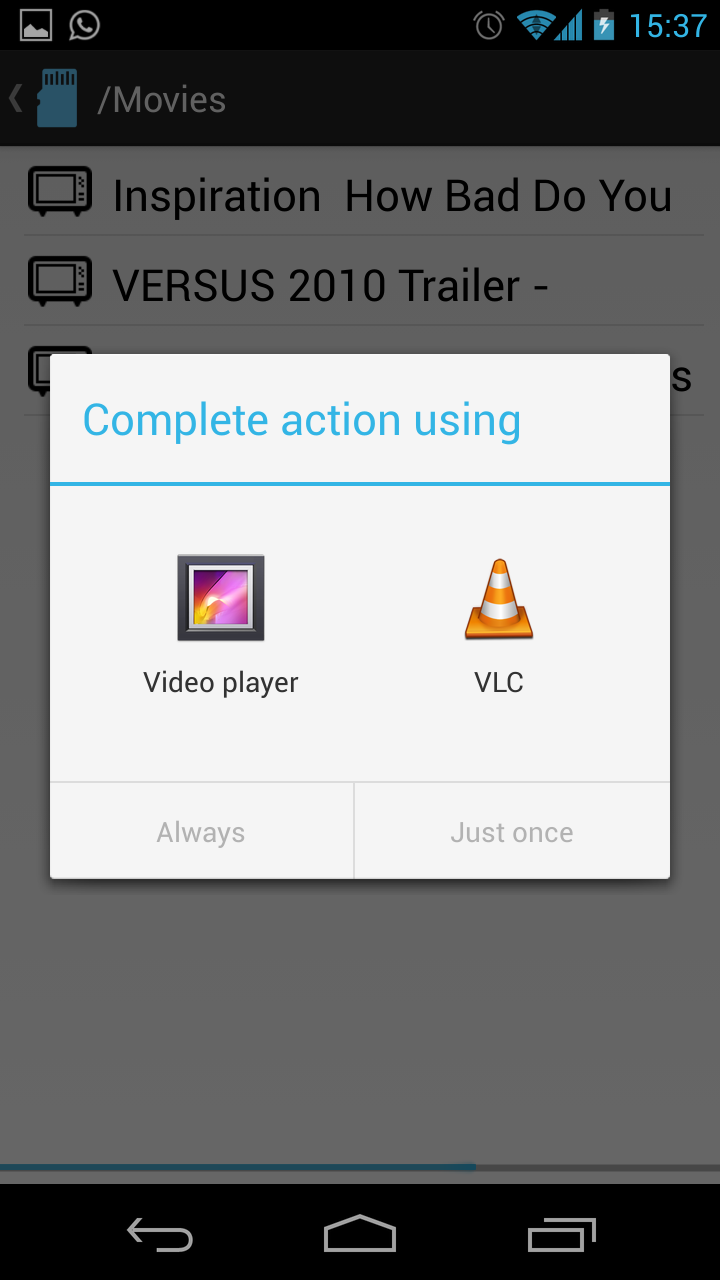 15:37
/Movies
Inspiration  How Bad Do You
VERSUS 2010 Trailer -
s
Complete action using
Video player
VLC
Always
Just once